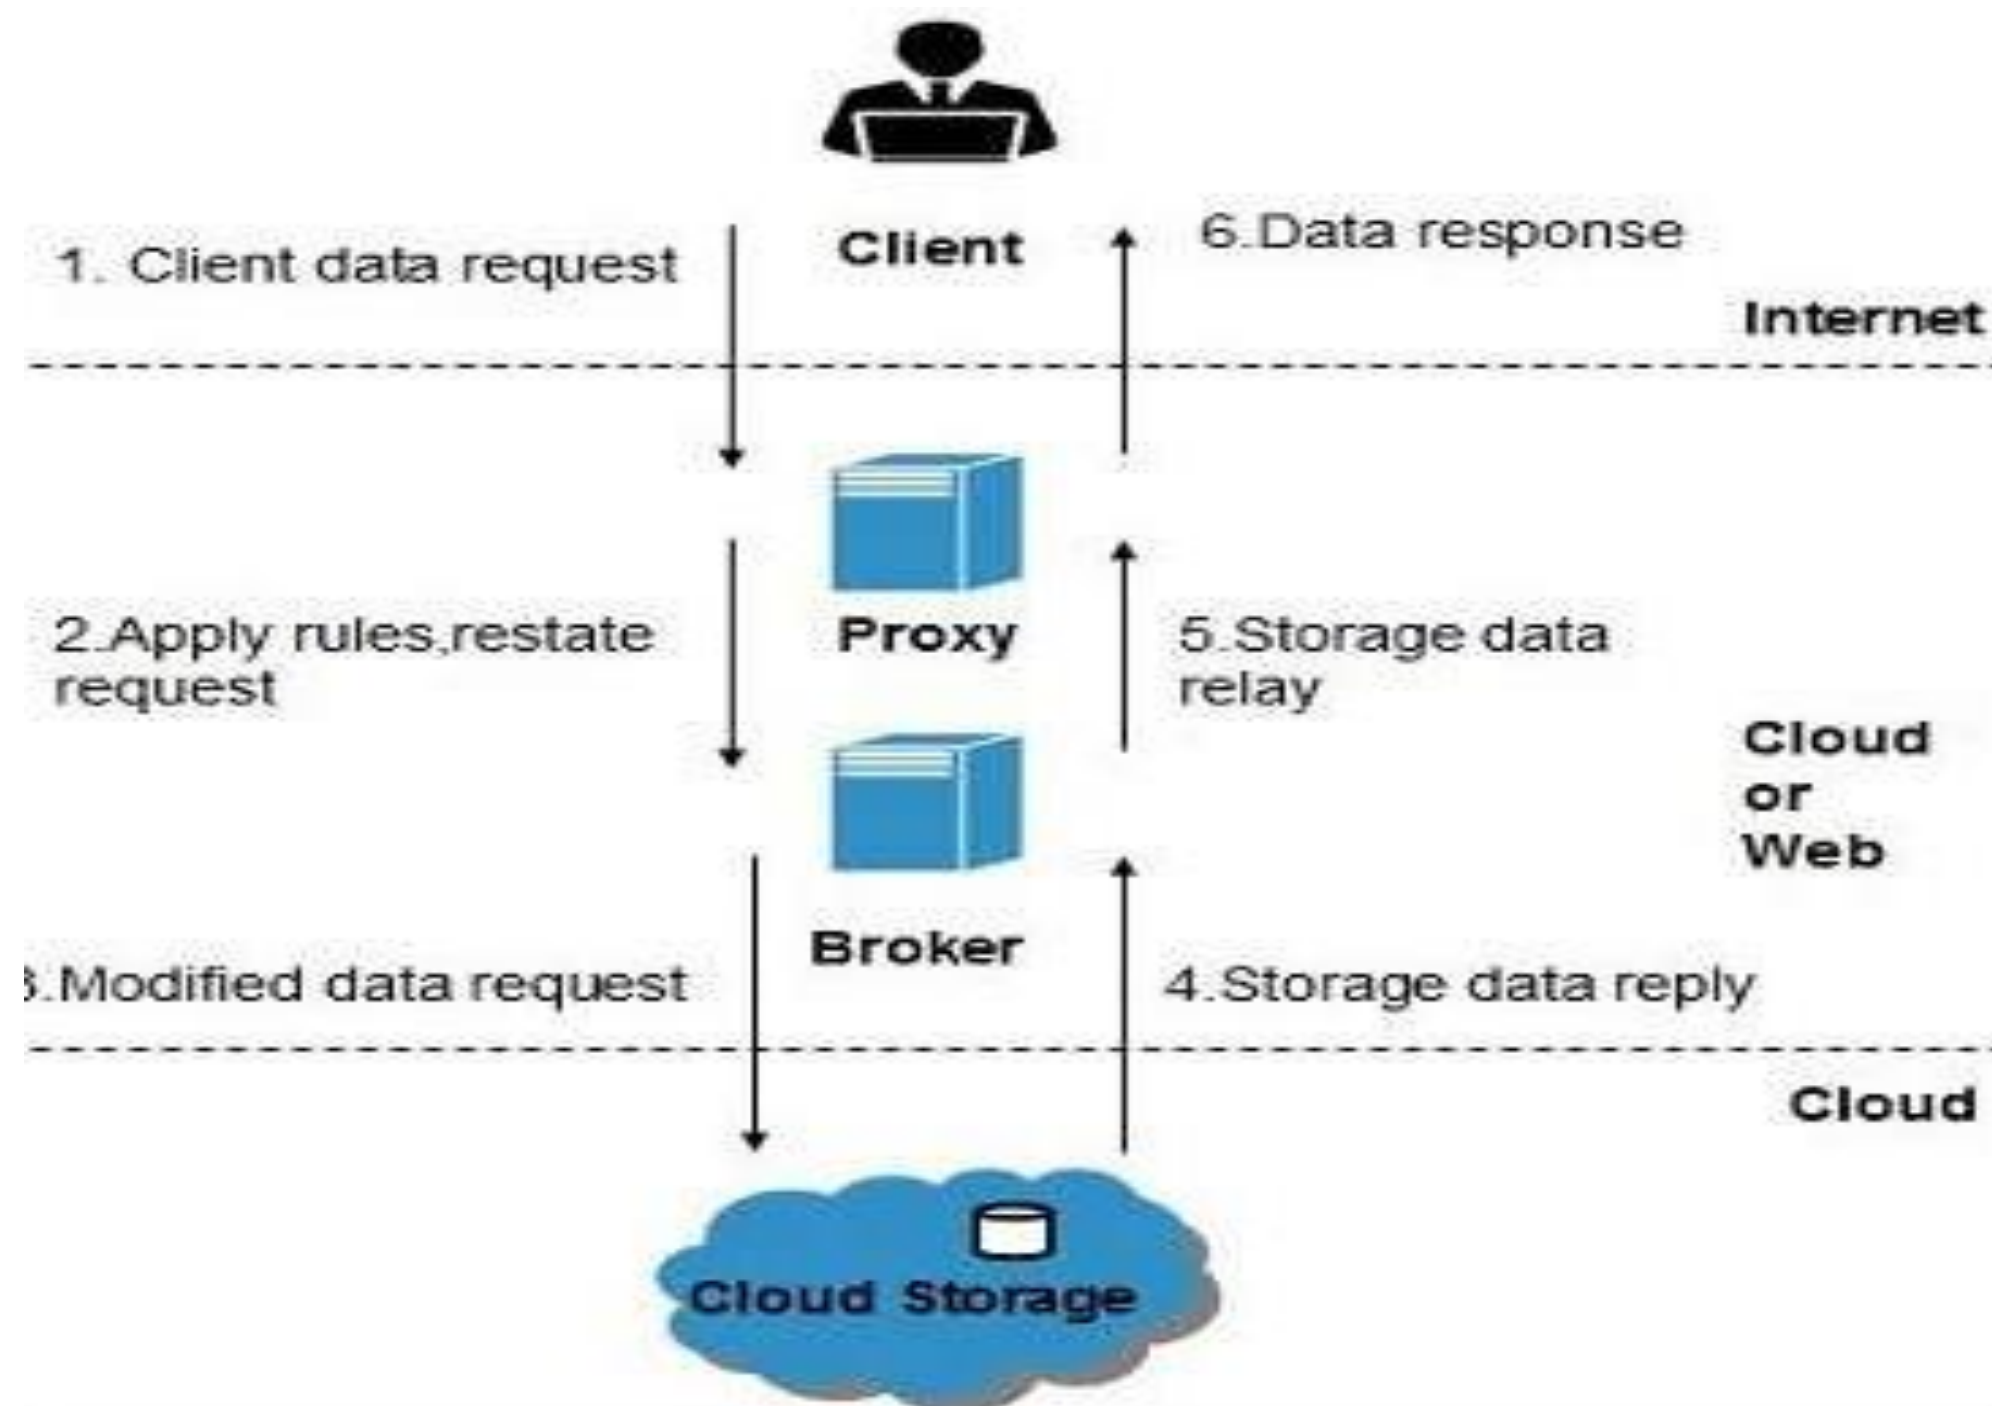 1. Client data request
Client
6.Data response
Internet
2.Apply rules,restate
request
Proxy
5.Storage data
relay
Cloud
or
Web
Broker
3.Modified data request
4.Storage data reply
Cloud
Cloud Storage